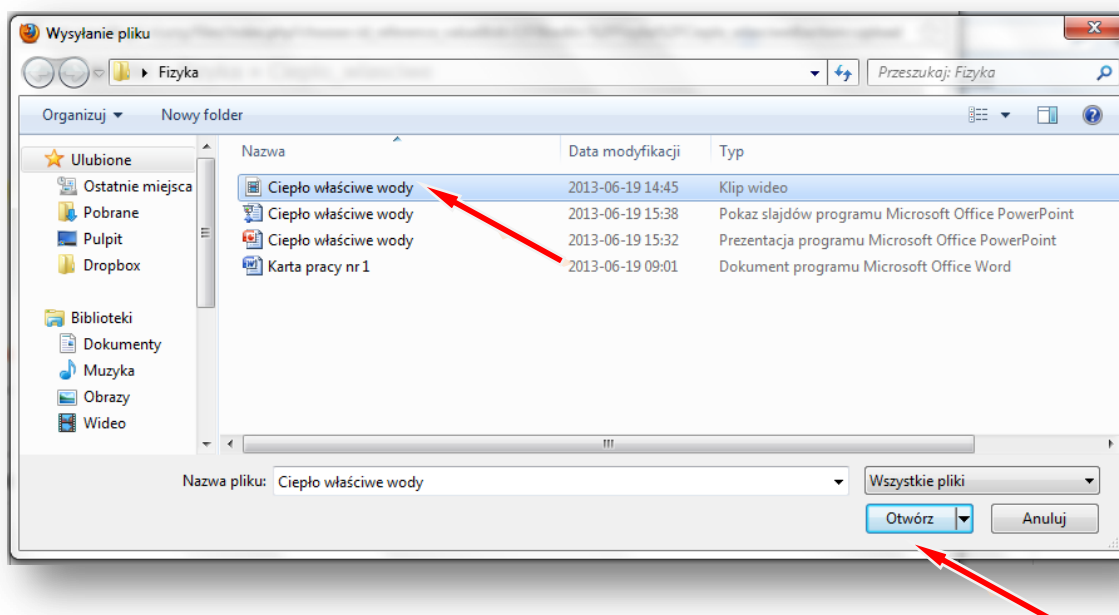 Wysyłanie pliku
Fizyka
Przeszukaj: Fizyka
Organizuj Nowy folder
Ulubione
Ostatnie miejsca
Pobrane
Pulpit
Dropbox
Biblioteki
Dokumenty
Muzyka
Obrazy
Wideo
Nazwa Data modyfikacji Typ
Ciepło właściwe wody 2013-06-19 14:45 Klip wideo
Ciepło właściwe wody 2013-06-19 15:38 Pokaz slajdów programu Microsoft Office PowerPoint
Ciepło właściwe wody 2013-06-19 15:32 Prezentacja programu Microsoft Office PowerPoint
Karta pracy nr 1 2013-06-19 09:01 Dokument programu Microsoft Office Word
Nazwa pliku: Ciepło właściwe wody Wszystkie pliki
Otwórz Anuluj